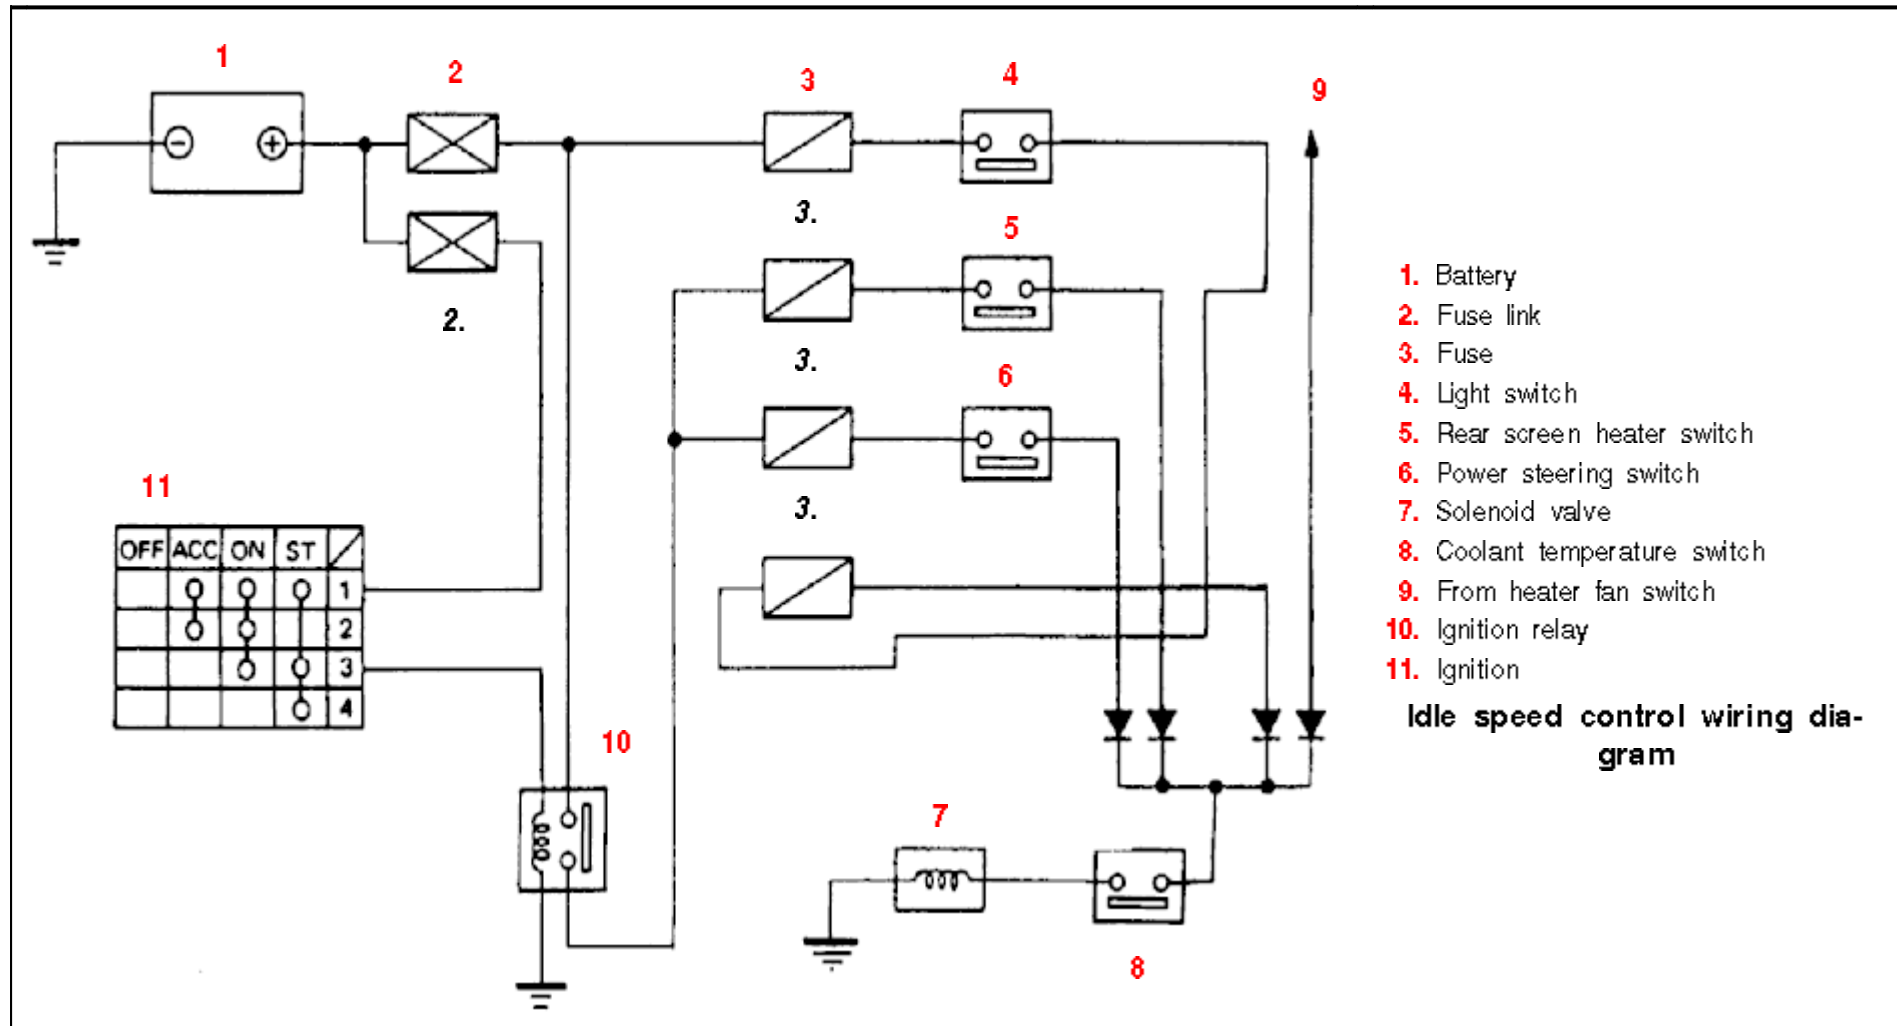 1
2
3
4
9
3.
5
2.
3.
6
11
3.
OFF ACC ON ST
1
2
3
4
10
7
8
1. Battery
2. Fuse link
3. Fuse
4. Light switch
5. Rear screen heater switch
6. Power steering switch
7. Solenoid valve
8. Coolant temperature switch
9. From heater fan switch
10. Ignition relay
11. Ignition
Idle speed control wiring dia-
gram